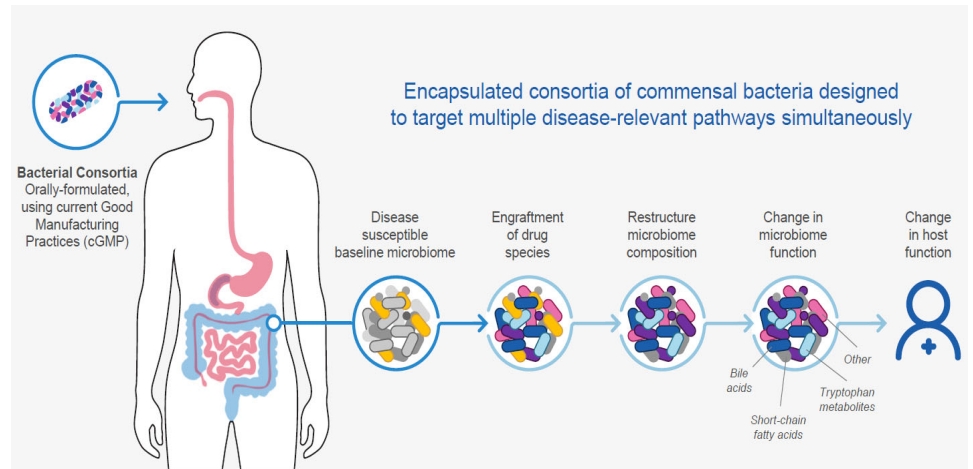 Encapsulated consortia of commensal bacteria designed
to target multiple disease-relevant pathways simultaneously
Bacterial Consortia
Orally-formulated,
using current Good
Manufacturing
Practices (cGMP)
Disease
susceptible
baseline microbiome
Engraftment
of drug
species
Restructure
microbiome
composition
Change in
microbiome
function
Change
in host
function
Bile
acids
Short-chain
fatty acids
Tryptophan
metabolites
Other